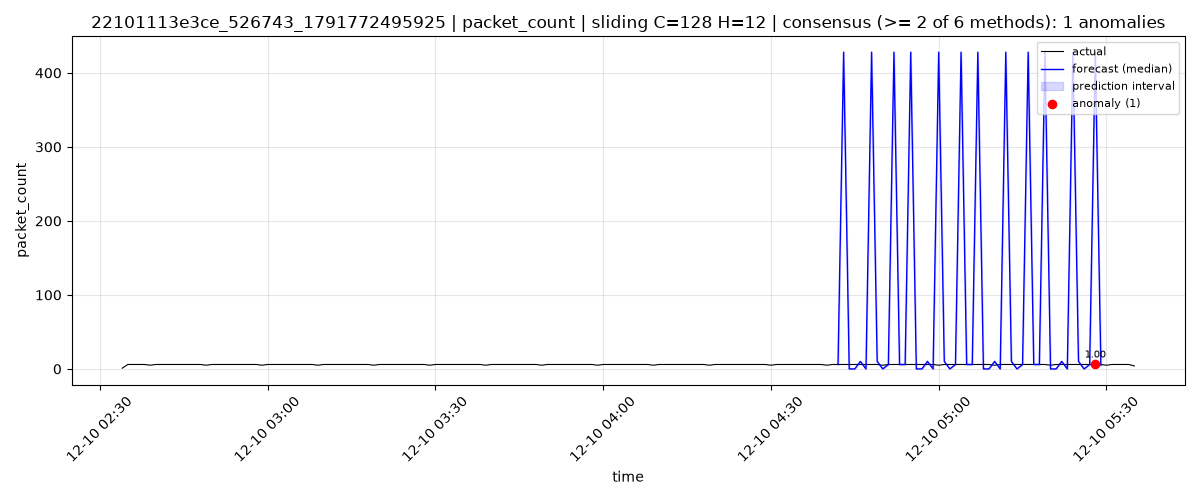 22101113e3ce_526743_1791772495925 | packet_count | sliding C=128 H=12 | consensus (>= 2 of 6 methods): 1 anomalies
actual
forecast (median)
prediction interval
anomaly (1)
400
300
200
100
0
packet_count
1.00
12-10 02:30
12-10 03:00
12-10 03:30
12-10 04:00
12-10 04:30
12-10 05:00
12-10 05:30
time